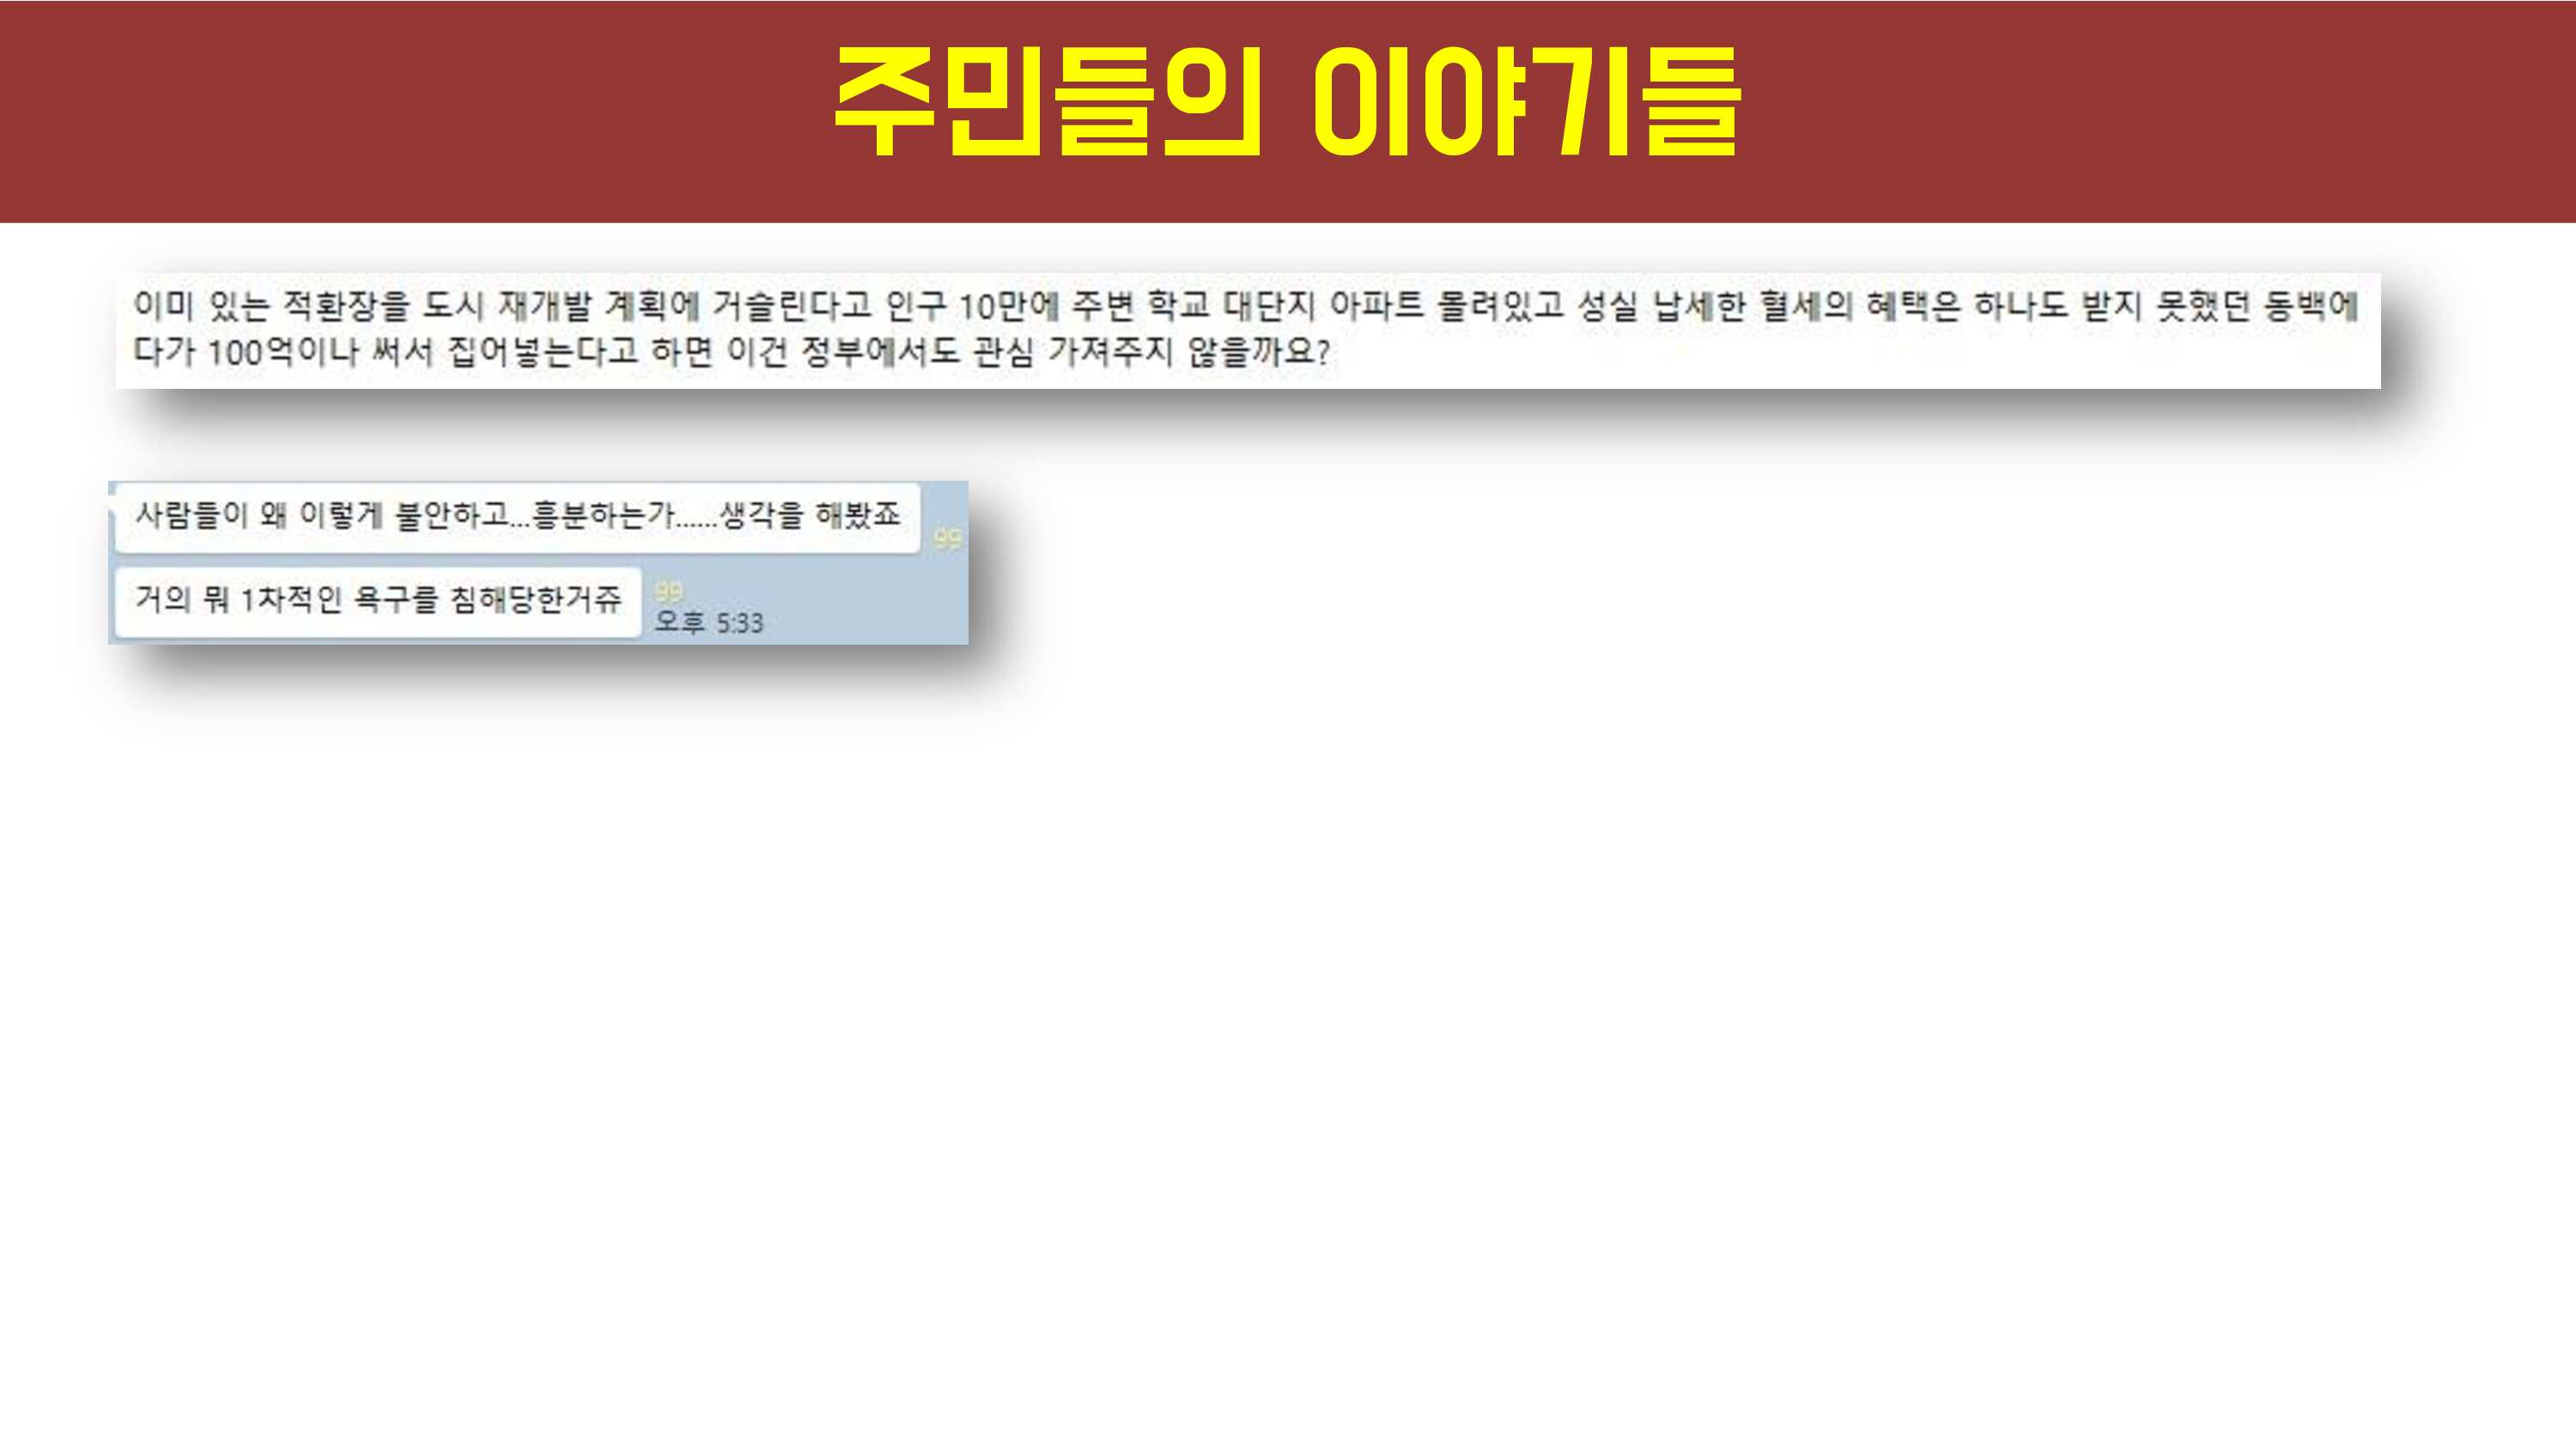 주민들의 이야기들
이미 있는 적환장을 도시 재개발 계획에 거슬린다고 인구 10만에 주변 학교 대단지 아파트 몰려있고 성실 납세한 혈세의 혜택은 하나도 받지 못했던 동백에
다가 100억이나 써서 집어넣는다고 하면 이건 정부에서도 관심 가져주지 않을까요?
사람들이 왜 이렇게 불안하고...흥분하는가......생각을 해봤죠
99
거의 뭐 1차적인 욕구를 침해당한거쥬
99
오후 5:33